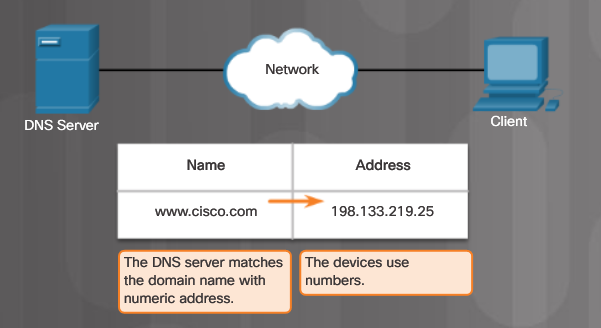 Network
DNS Server
Client
Name
Address
www.cisco.com
198.133.219.25
The DNS server matches
the domain name with
numeric address.
The devices use
numbers.